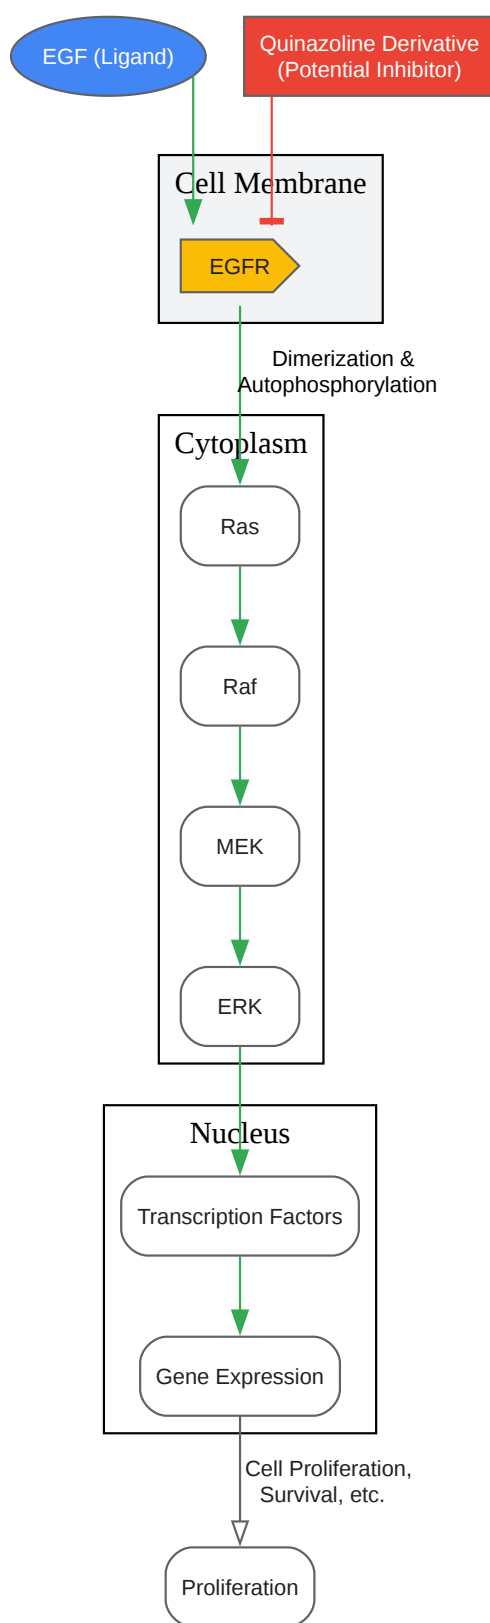 EGF (Ligand)
Quinazoline Derivative
(Potential Inhibitor)
Cell Membrane
EGFR
Dimerization &
Autophosphorylation
Cytoplasm
Ras
Raf
MEK
ERK
Nucleus
Transcription Factors
Gene Expression
Cell Proliferation,
Survival, etc.
Proliferation